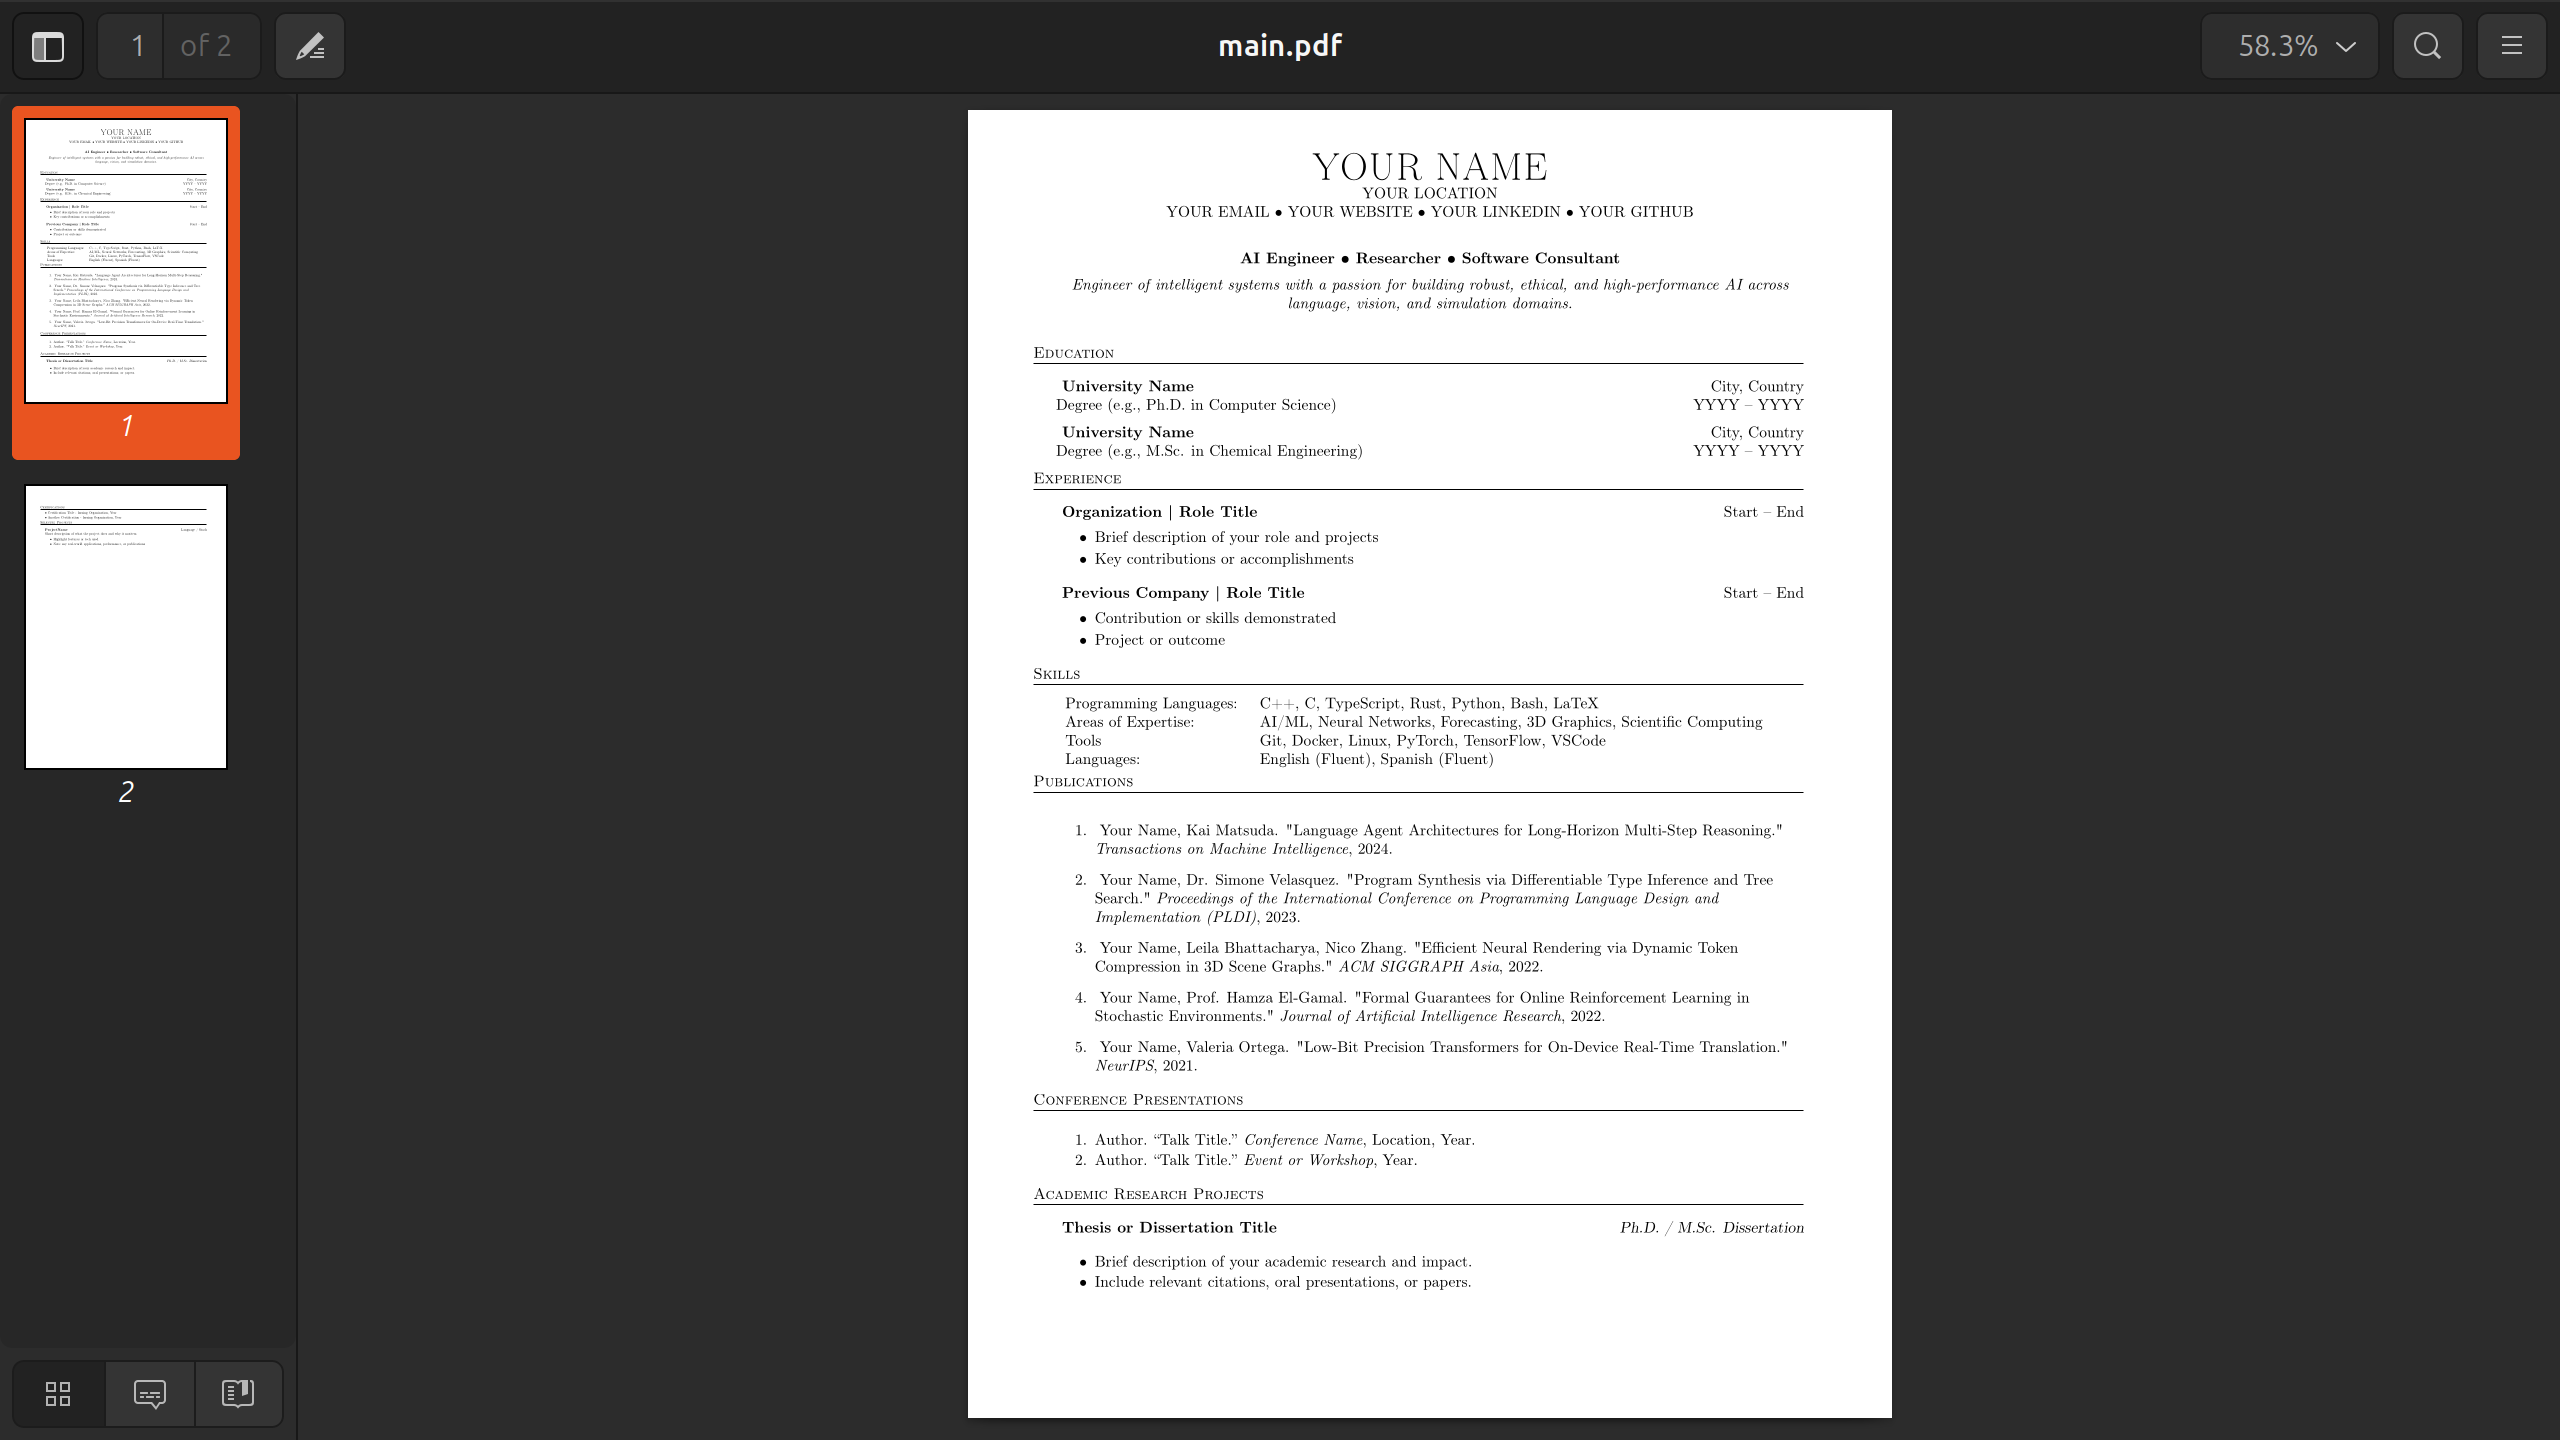 1 of 2
main.pdf
58.3%
1
2
YOUR NAME
YOUR LOCATION
YOUR EMAIL ● YOUR WEBSITE ● YOUR LINKEDIN ● YOUR GITHUB
AI Engineer ● Researcher ● Software Consultant
Engineer of intelligent systems with a passion for building robust, ethical, and high-performance AI across
language, vision, and simulation domains.
Education
University Name City, Country
Degree (e.g., Ph.D. in Computer Science) YYYY – YYYY
University Name City, Country
Degree (e.g., M.Sc. in Chemical Engineering) YYYY – YYYY
Experience
Organization | Role Title Start – End
● Brief description of your role and projects
● Key contributions or accomplishments
Previous Company | Role Title Start – End
● Contribution or skills demonstrated
● Project or outcome
Skills
Programming Languages: C++, C, TypeScript, Rust, Python, Bash, LaTeX
Areas of Expertise: AI/ML, Neural Networks, Forecasting, 3D Graphics, Scientific Computing
Tools Git, Docker, Linux, PyTorch, TensorFlow, VSCode
Languages: English (Fluent), Spanish (Fluent)
Publications
1. Your Name, Kai Matsuda. "Language Agent Architectures for Long-Horizon Multi-Step Reasoning."
Transactions on Machine Intelligence, 2024.
2. Your Name, Dr. Simone Velasquez. "Program Synthesis via Differentiable Type Inference and Tree
Search." Proceedings of the International Conference on Programming Language Design and
Implementation (PLDI), 2023.
3. Your Name, Leila Bhattacharya, Nico Zhang. "Efficient Neural Rendering via Dynamic Token
Compression in 3D Scene Graphs." ACM SIGGRAPH Asia, 2022.
4. Your Name, Prof. Hamza El-Gamal. "Formal Guarantees for Online Reinforcement Learning in
Stochastic Environments." Journal of Artificial Intelligence Research, 2022.
5. Your Name, Valeria Ortega. "Low-Bit Precision Transformers for On-Device Real-Time Translation."
NeurIPS, 2021.
Conference Presentations
1. Author. “Talk Title.” Conference Name, Location, Year.
2. Author. “Talk Title.” Event or Workshop, Year.
Academic Research Projects
Thesis or Dissertation Title Ph.D. / M.Sc. Dissertation
● Brief description of your academic research and impact.
● Include relevant citations, oral presentations, or papers.